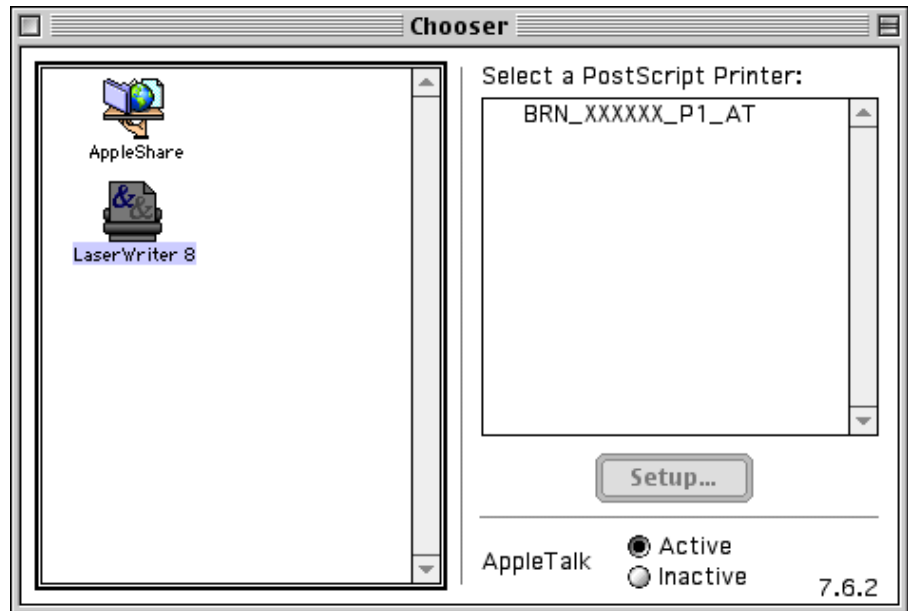 Chooser
AppleShare
LaserWriter 8
Select a PostScript Printer:
BRN_XXXXXX_P1_AT
Setup...
AppleTalk
Active
Inactive
7.6.2